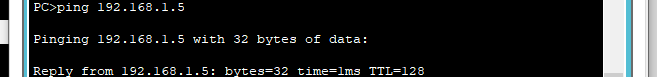 PC>ping 192.168.1.5
Pinging 192.168.1.5 with 32 bytes of data:
Reply from 192.168.1.5: bytes=32 time=1ms TTL=128